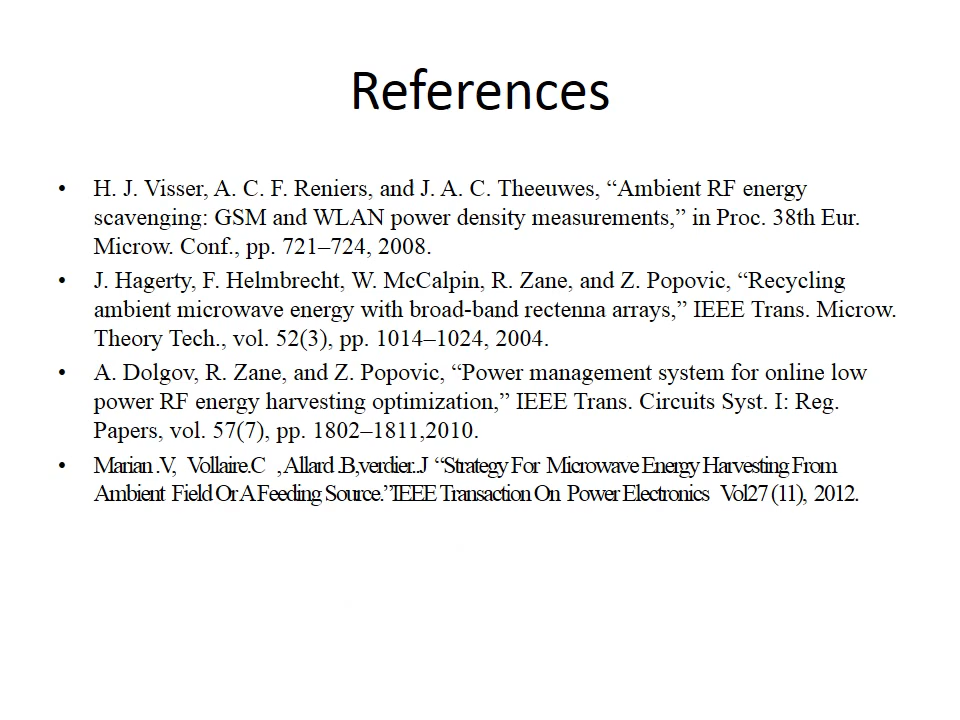 References
• H. J. Visser, A. C. F. Reniers, and J. A. C. Theeuwes, “Ambient RF energy
scavenging: GSM and WLAN power density measurements,” in Proc. 38th Eur.
Microw. Conf., pp. 721–724, 2008.
• J. Hagerty, F. Helmbrecht, W. McCalpin, R. Zane, and Z. Popovic, “Recycling
ambient microwave energy with broad-band rectenna arrays,” IEEE Trans. Microw.
Theory Tech., vol. 52(3), pp. 1014–1024, 2004.
• A. Dolgov, R. Zane, and Z. Popovic, “Power management system for online low
power RF energy harvesting optimization,” IEEE Trans. Circuits Syst. I: Reg.
Papers, vol. 57(7), pp. 1802–1811,2010.
• Marian .V, Vollaire.C , Allard .B,verdier..J “Strategy For Microwave Energy Harvesting From
Ambient Field Or A Feeding Source.”IEEE Transaction On Power Electronics Vol27 (11), 2012.